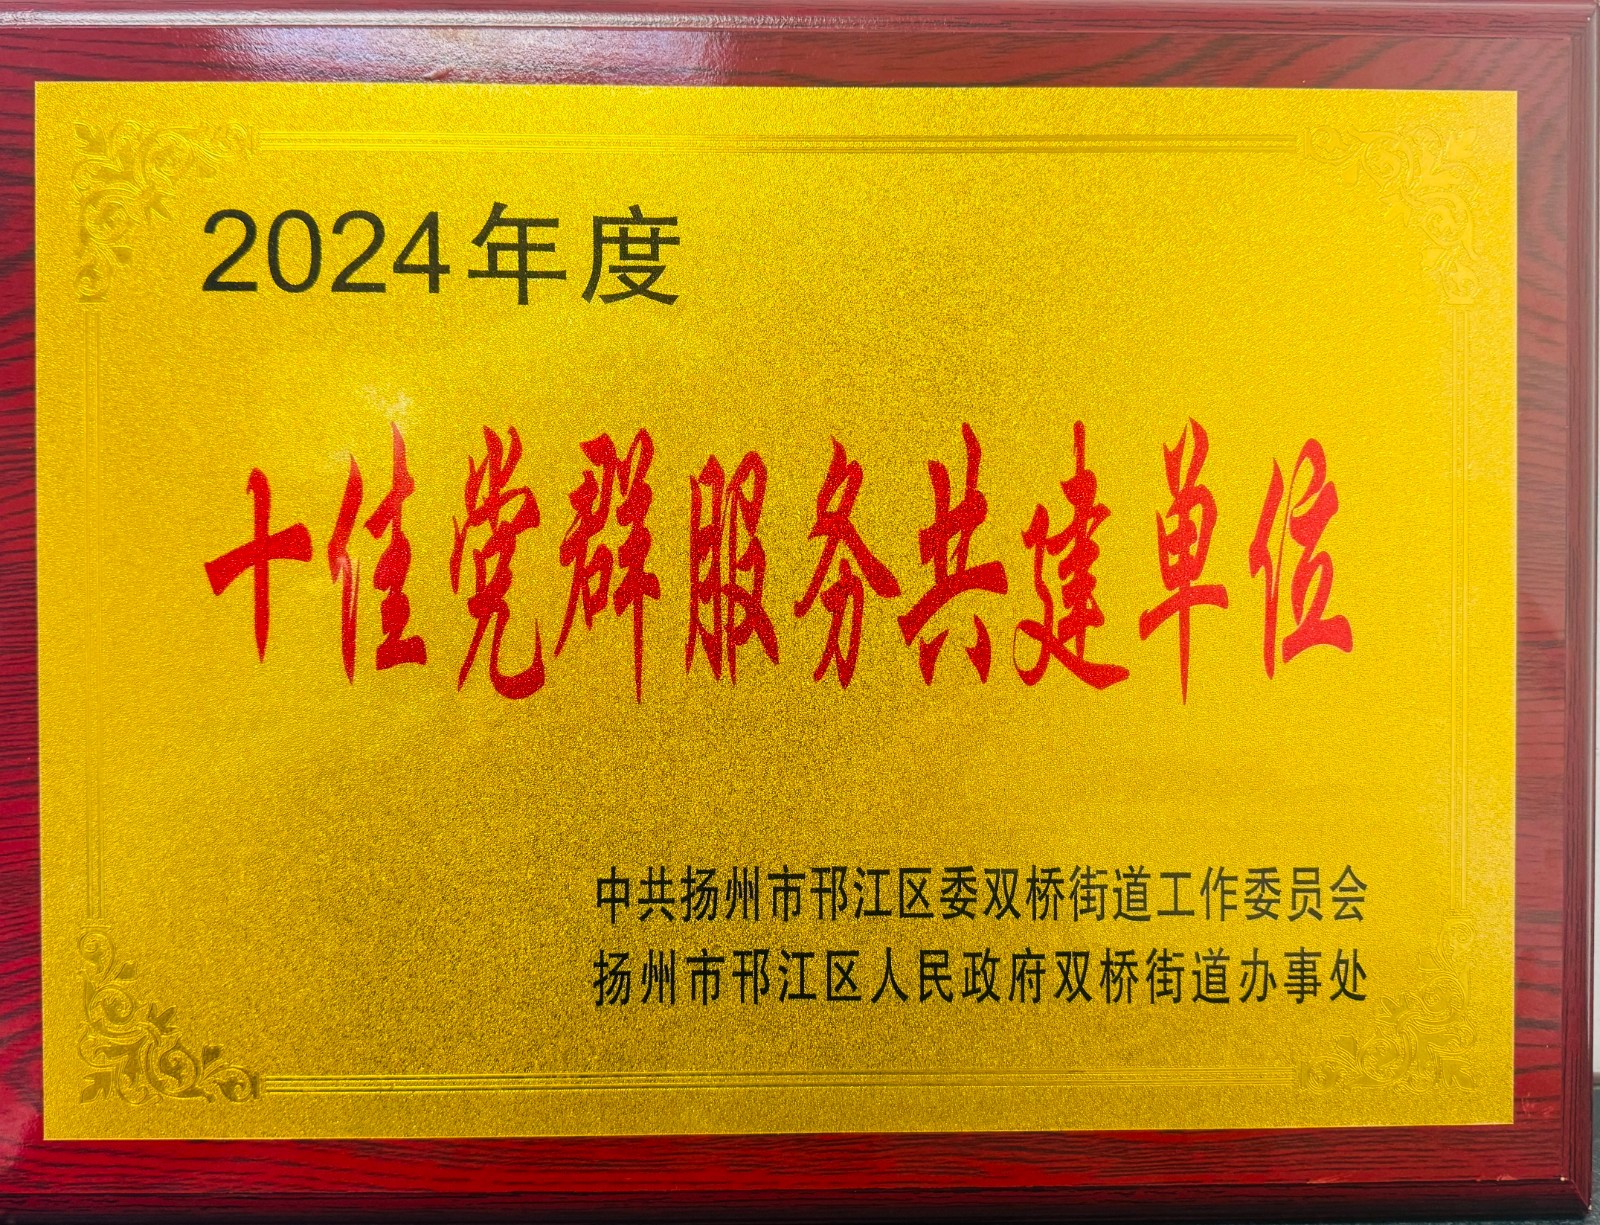 2024年度
十佳党群服务共建单位
中共扬州市邗江区委双桥街道工作委员会
扬州市邗江区人民政府双桥街道办事处